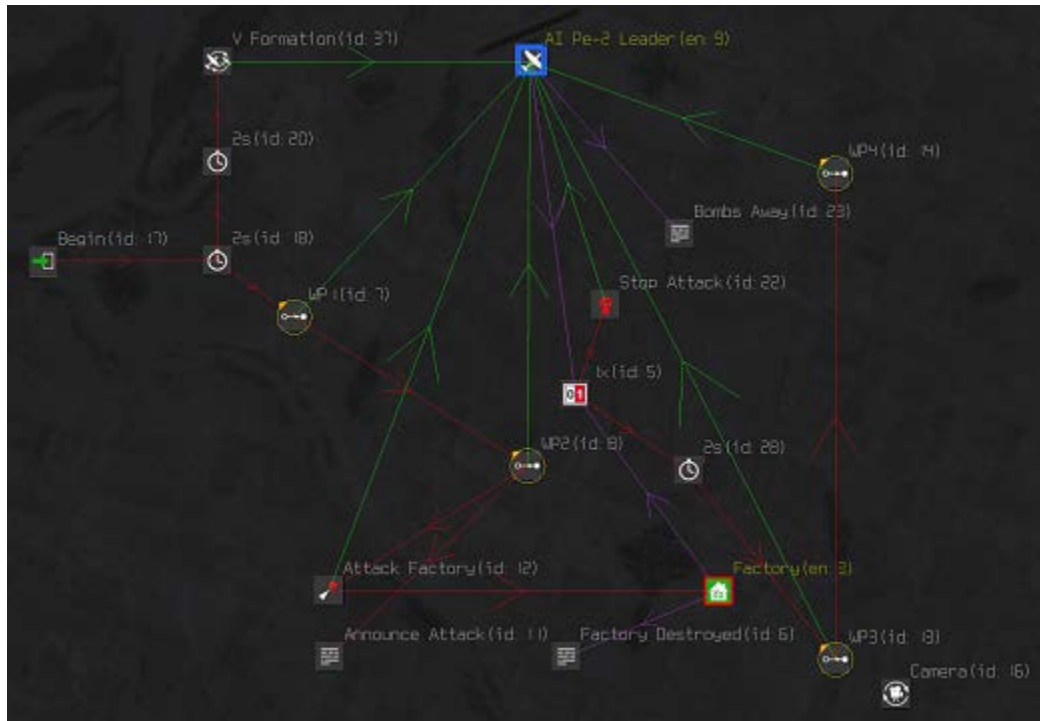 V Formation(id: 37)
AI Pe-2 Leader(en: 9)
2s(id: 20)
WP4(id: 14)
Bombs Away(id: 23)
Begin(id: 17)
2s(id: 18)
Stop Attack(id: 22)
WP1(id: 7)
1x(id: 5)
0 1
WP2(id: 8)
2s(id: 28)
Attack Factory(id: 12)
Factory(en: 3)
Announce Attack(id: 11)
Factory Destroyed(id: 6)
WP3(id: 13)
Camera(id: 16)